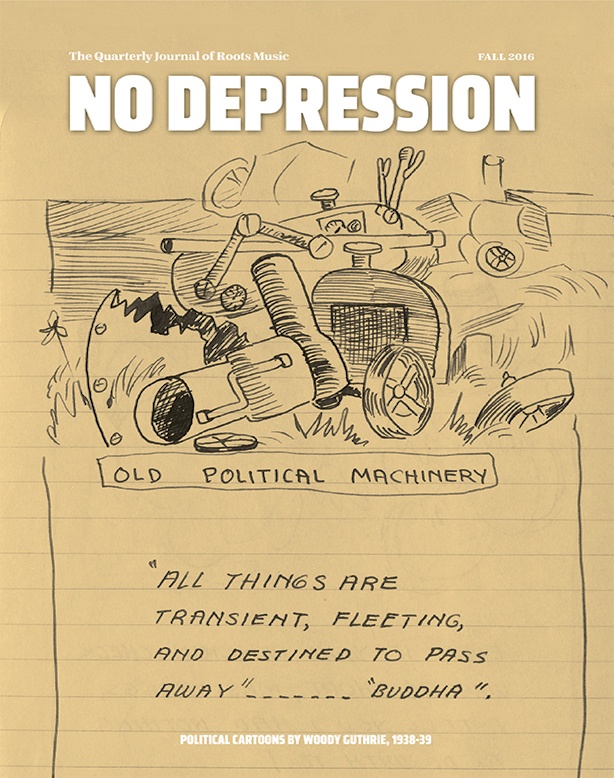 The Quarterly Journal of Roots Music FALL 2016
NO DEPRESSION
OLD POLITICAL MACHINERY
"ALL THINGS ARE
TRANSIENT, FLEETING,
AND DESTINED TO PASS
AWAY"------- "BUDDHA".
POLITICAL CARTOONS BY WOODY GUTHRIE, 1938-39